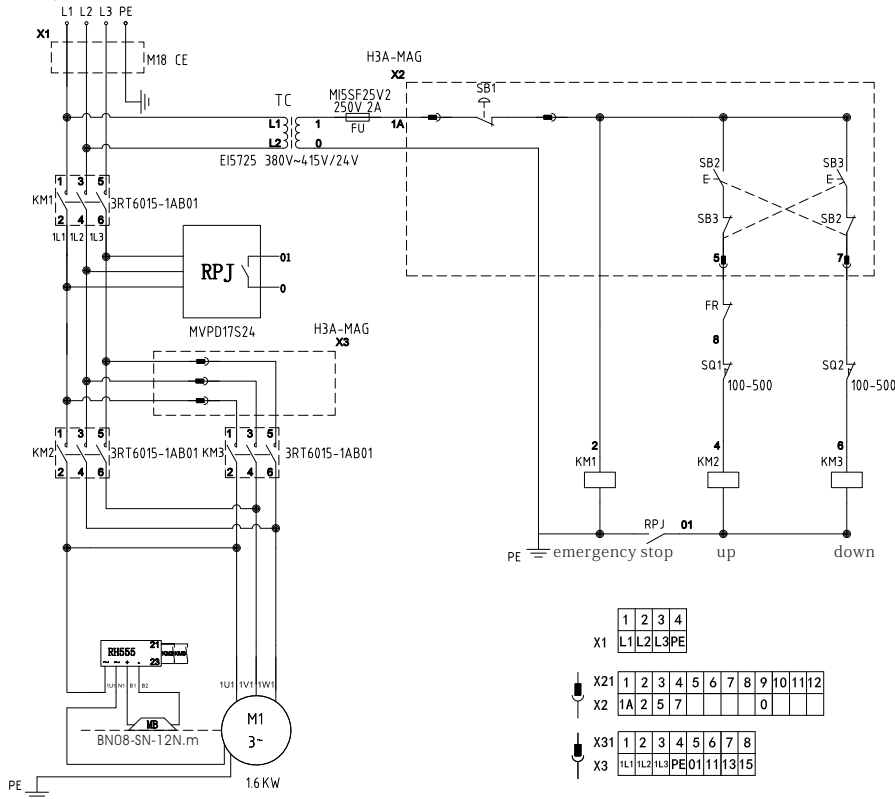 L1 L2 L3 PE
X1
M18 CE
H3A-MAG
X2
SB1
TC
MI5SF25V2
250V 2A
FU
L1 1 1A
L2 0
EI5725 380V~415V/24V
1 3 5
KM1 3RT6015-1AB01
2 4 6
1L1 1L2 1L3
SB2 SB3
E E
SB3 SB2
5 7
RPJ 01
0
MVPD17S24
H3A-MAG
X3
FR
8
SQ1 SQ2
100-500 100-500
1 3 5 1 3 5
KM2 3RT6015-1AB01 KM3 3RT6015-1AB01
2 4 6 2 4 6
2 4 6
KM1 KM2 KM3
RPJ 01
PE emergency stop up down
RH555 21
23
~ ~ + -
1U1 N1 B1 B2
1U1 1V1 1W1
MB
BN08-SN-12N.m
M1
3~
1.6KW
PE
1 2 3 4
X1 L1 L2 L3 PE
X21 1 2 3 4 5 6 7 8 9 10 11 12
X2 1A 2 5 7 0
X31 1 2 3 4 5 6 7 8
X3 1L1 1L2 1L3 PE 01 11 13 15